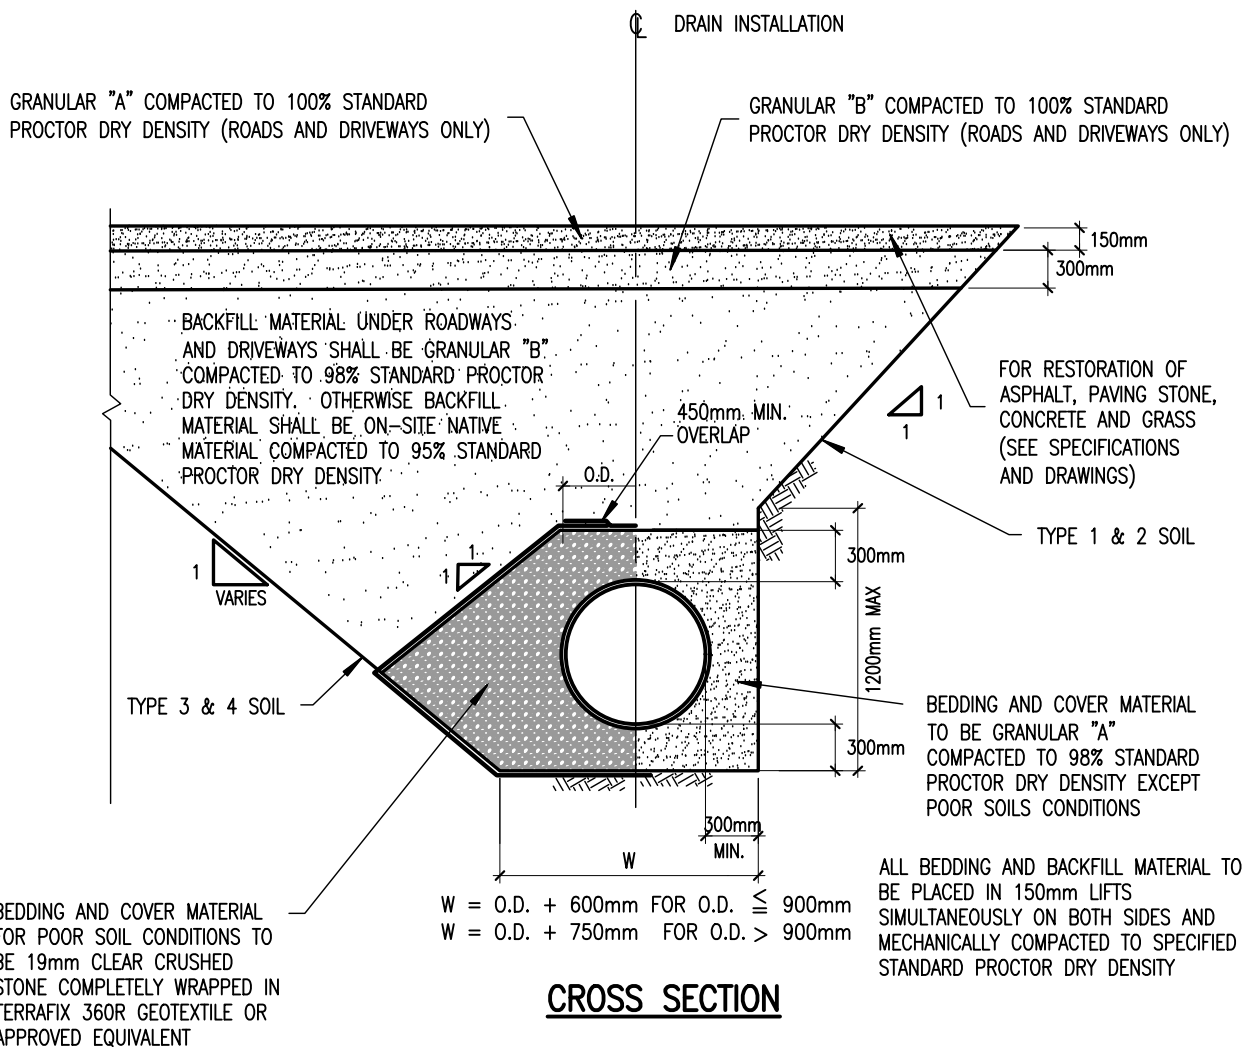 ℄ DRAIN INSTALLATION
GRANULAR "A" COMPACTED TO 100% STANDARD
PROCTOR DRY DENSITY (ROADS AND DRIVEWAYS ONLY)
GRANULAR "B" COMPACTED TO 100% STANDARD
PROCTOR DRY DENSITY (ROADS AND DRIVEWAYS ONLY)
150mm
300mm
BACKFILL MATERIAL UNDER ROADWAYS
AND DRIVEWAYS SHALL BE GRANULAR "B"
COMPACTED TO 98% STANDARD PROCTOR
DRY DENSITY. OTHERWISE BACKFILL
MATERIAL SHALL BE ON-SITE NATIVE
MATERIAL COMPACTED TO 95% STANDARD
PROCTOR DRY DENSITY
450mm MIN.
OVERLAP
O.D.
1
1
FOR RESTORATION OF
ASPHALT, PAVING STONE,
CONCRETE AND GRASS
(SEE SPECIFICATIONS
AND DRAWINGS)
TYPE 1 & 2 SOIL
1
VARIES
1
1
300mm
1200mm MAX
300mm
TYPE 3 & 4 SOIL
BEDDING AND COVER MATERIAL
TO BE GRANULAR "A"
COMPACTED TO 98% STANDARD
PROCTOR DRY DENSITY EXCEPT
POOR SOILS CONDITIONS
300mm
MIN.
W
W = O.D. + 600mm FOR O.D. ≦ 900mm
W = O.D. + 750mm FOR O.D. > 900mm
ALL BEDDING AND BACKFILL MATERIAL TO
BE PLACED IN 150mm LIFTS
SIMULTANEOUSLY ON BOTH SIDES AND
MECHANICALLY COMPACTED TO SPECIFIED
STANDARD PROCTOR DRY DENSITY
BEDDING AND COVER MATERIAL
FOR POOR SOIL CONDITIONS TO
BE 19mm CLEAR CRUSHED
STONE COMPLETELY WRAPPED IN
TERRAFIX 360R GEOTEXTILE OR
APPROVED EQUIVALENT
CROSS SECTION